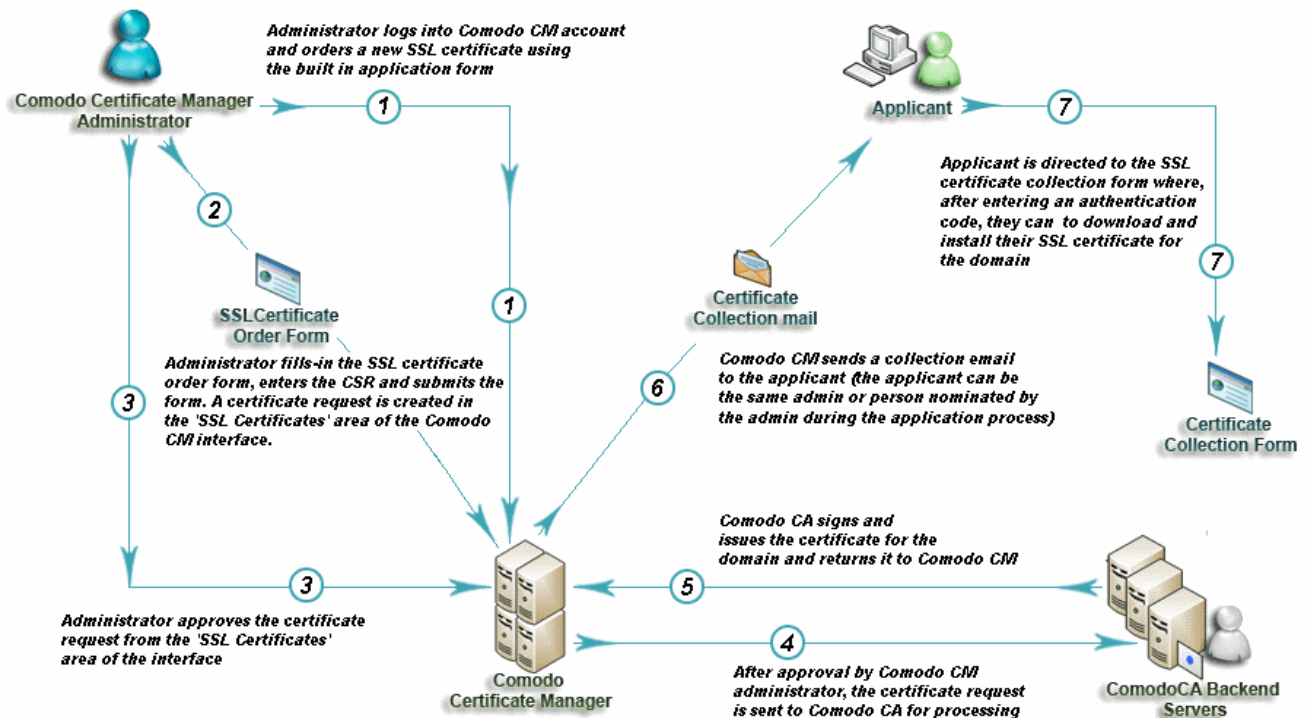 Administrator logs into Comodo CM account
and orders a new SSL certificate using
the built in application form
Comodo Certificate Manager
Administrator
1
Applicant
7
2
Applicant is directed to the SSL
certificate collection form where,
after entering an authentication
code, they can to download and
install their SSL certificate for
the domain
7
SSLCertificate
Order Form
1
Certificate
Collection mail
Administrator fills-in the SSL certificate
order form, enters the CSR and submits the
form. A certificate request is created in
the 'SSL Certificates' area of the Comodo
CM interface.
3
6
Comodo CM sends a collection email
to the applicant (the applicant can be
the same admin or person nominated by
the admin during the application process)
Certificate
Collection Form
Comodo CA signs and
issues the certificate for the
domain and returns it to Comodo CM
3
5
Administrator approves the certificate
request from the 'SSL Certificates'
area of the interface
4
Comodo
Certificate Manager
After approval by Comodo CM
administrator, the certificate request
is sent to Comodo CA for processing
ComodoCA Backend
Servers